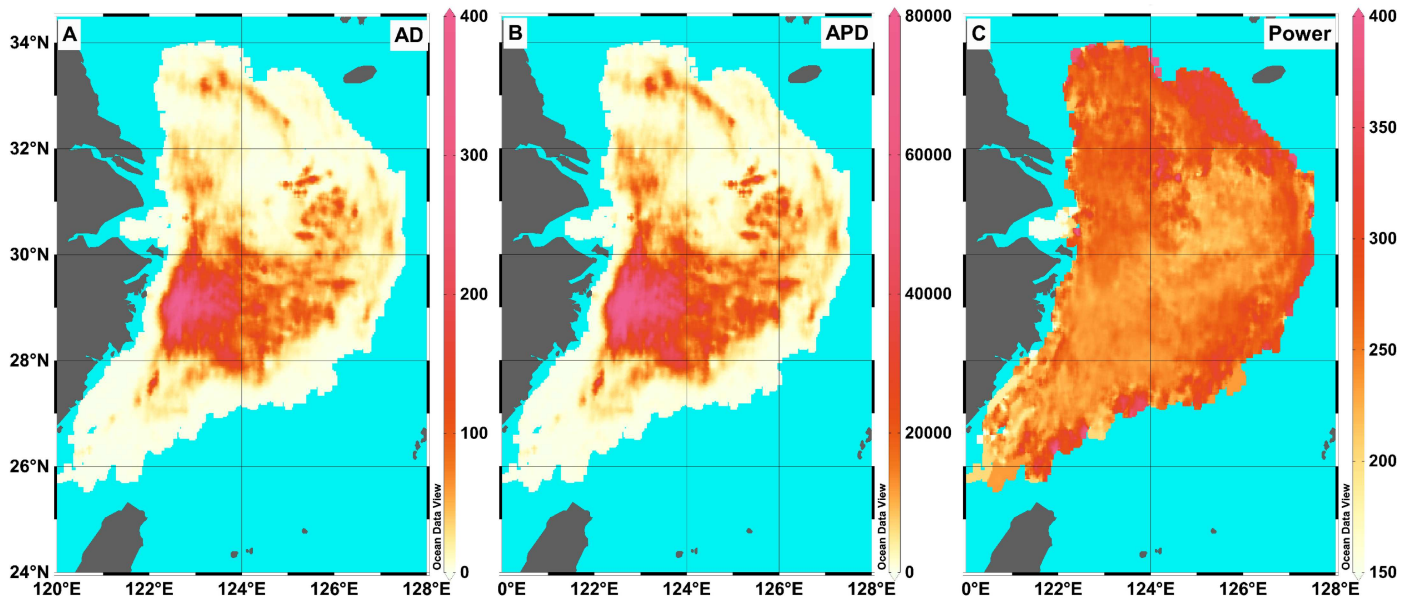 A AD
B APD
C Power
34°N
32°N
30°N
28°N
26°N
24°N
400
300
200
100
0
80000
60000
40000
20000
0
400
350
300
250
200
150
Ocean Data View
Ocean Data View
Ocean Data View
120°E 122°E 124°E 126°E 128°E
0°E 122°E 124°E 126°E 128°E
0°E 122°E 124°E 126°E 128°E